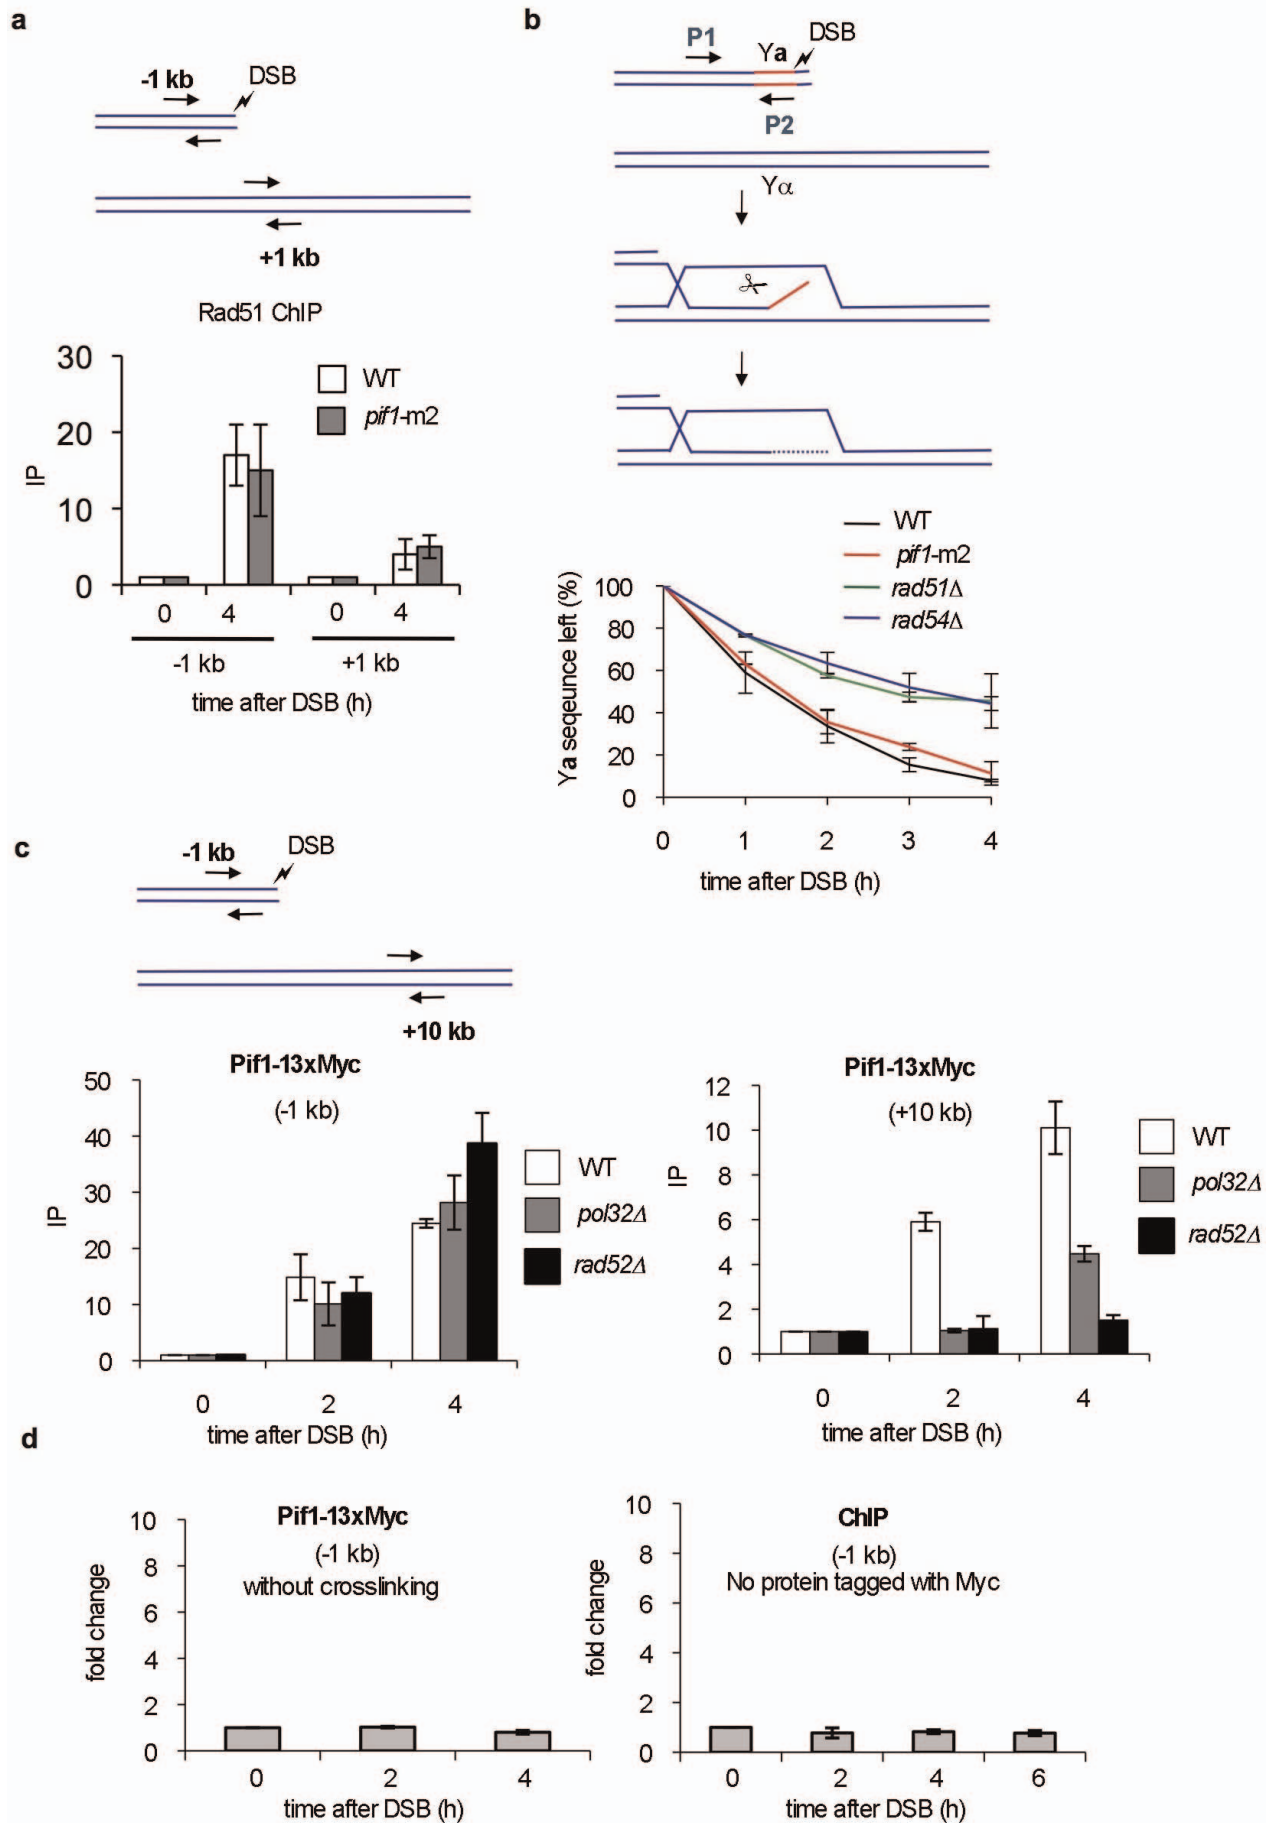 a
-1 kb
DSB
+1 kb
Rad51 ChIP
30
20
10
0
IP
WT
pif1-m2
0 4 0 4
-1 kb +1 kb
time after DSB (h)
b
P1
Ya
DSB
P2
Yα
WT
pif1-m2
rad51Δ
rad54Δ
Ya seqeunce left (%)
100
80
60
40
20
0
0 1 2 3 4
time after DSB (h)
c
-1 kb
DSB
+10 kb
Pif1-13xMyc
(-1 kb)
50
40
30
20
10
0
IP
WT
pol32Δ
rad52Δ
0 2 4
time after DSB (h)
Pif1-13xMyc
(+10 kb)
12
10
8
6
4
2
0
IP
WT
pol32Δ
rad52Δ
0 2 4
time after DSB (h)
d
Pif1-13xMyc
(-1 kb)
without crosslinking
10
8
6
4
2
0
fold change
0 2 4
time after DSB (h)
ChIP
(-1 kb)
No protein tagged with Myc
10
8
6
4
2
0
fold change
0 2 4 6
time after DSB (h)